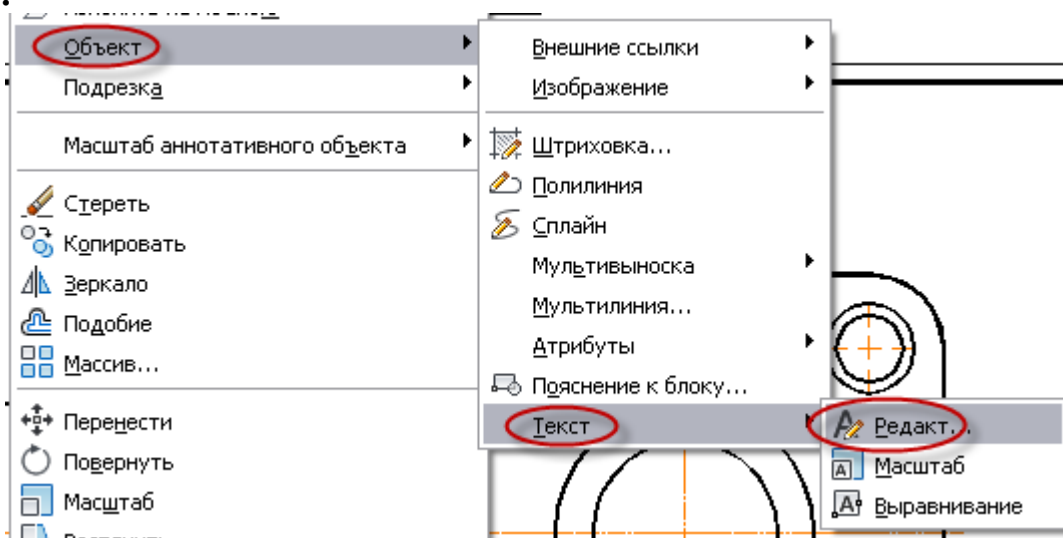 Объект
Подрезка
Масштаб аннотативного объекта
Стереть
Копировать
Зеркало
Подобие
Массив...
Перенести
Повернуть
Масштаб
Внешние ссылки
Изображение
Штриховка...
Полилиния
Сплайн
Мультивыноска
Мультилиния...
Атрибуты
Пояснение к блоку...
Текст
Редакт...
Масштаб
Выравнивание